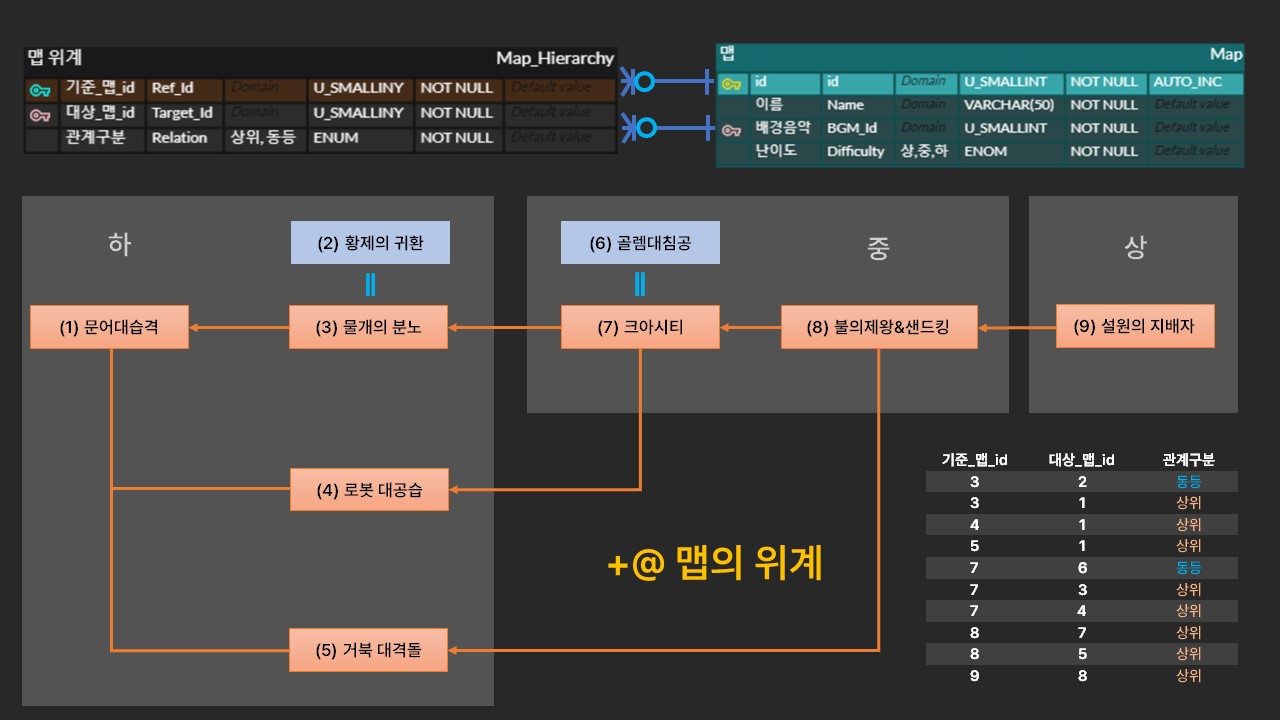 맵 위계 Map_Hierarchy
기준_맵_id Ref_Id Domain U_SMALLINY NOT NULL Default value
대상_맵_id Target_Id U_SMALLINY NOT NULL
관계구분 Relation 상위, 동등 ENUM NOT NULL Default value
맵 Map
id id Domain U_SMALLINT NOT NULL AUTO_INC
이름 Name Domain VARCHAR(50) NOT NULL Default value
배경음악 BGM_Id Domain U_SMALLINT NOT NULL Default value
난이도 Difficulty 상,중,하 ENOM NOT NULL Default value
하
(2) 황제의 귀환
(6) 골렘대침공
중
상
(1) 문어대습격
(3) 물개의 분노
(7) 크아시티
(8) 불의제왕&샌드킹
(9) 설원의 지배자
(4) 로봇 대공습
(5) 거북 대격돌
+@ 맵의 위계
기준_맵_id 대상_맵_id 관계구분
3 2 동등
3 1 상위
4 1 상위
5 1 상위
7 6 동등
7 3 상위
7 4 상위
8 7 상위
8 5 상위
9 8 상위